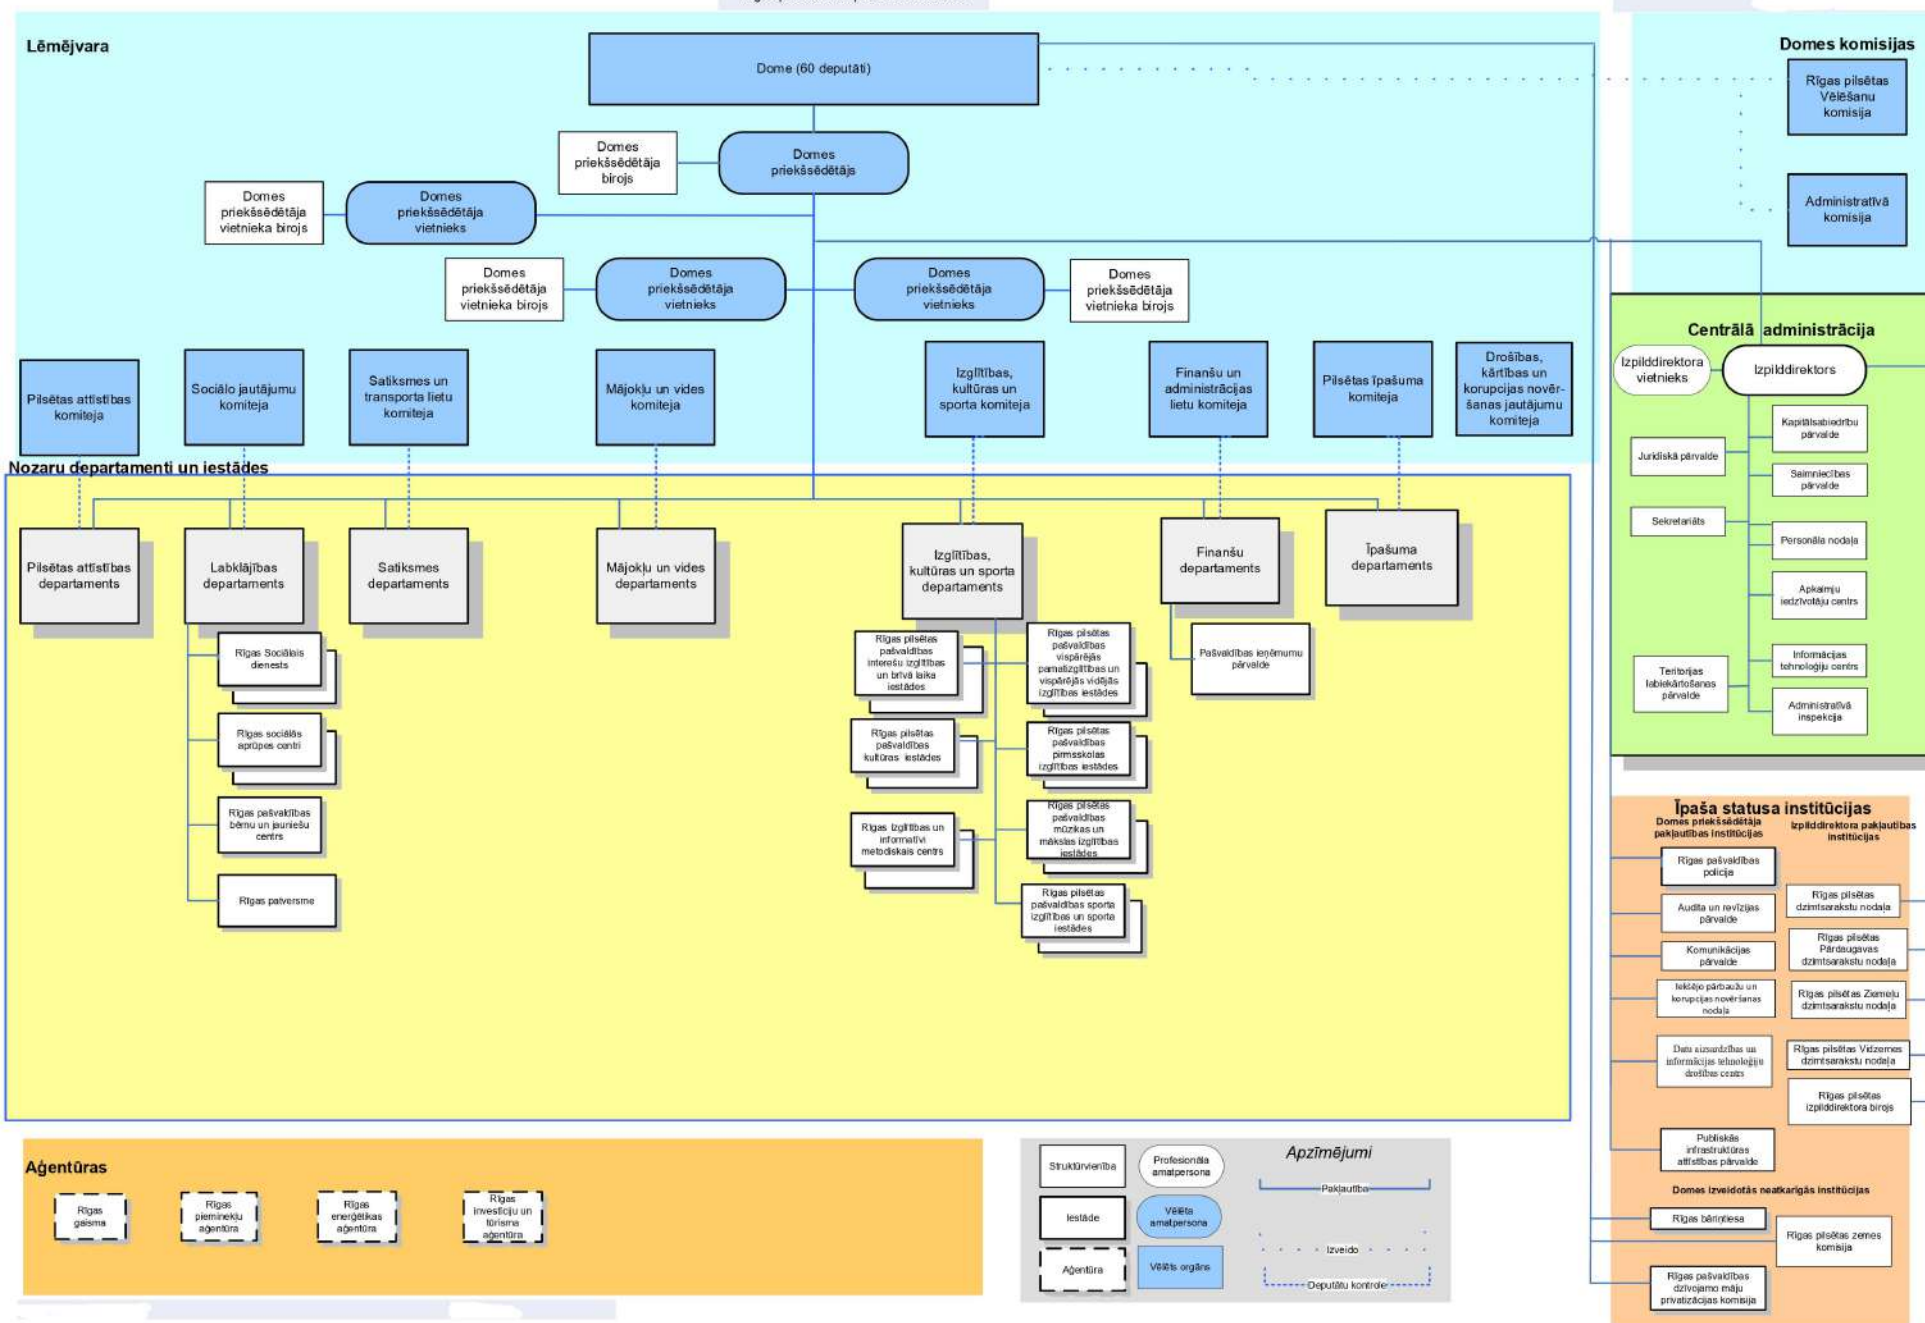 Lēmējvara
Dome (60 deputāti)
Domes
priekšsēdētāja
birojs
Domes
priekšsēdētājs
Domes
priekšsēdētāja
vietnieka birojs
Domes
priekšsēdētāja
vietnieks
Domes
priekšsēdētāja
vietnieka birojs
Domes
priekšsēdētāja
vietnieks
Domes
priekšsēdētāja
vietnieks
Domes
priekšsēdētāja
vietnieka birojs
Pilsētas attīstības
komiteja
Sociālo jautājumu
komiteja
Satiksmes un
transporta lietu
komiteja
Mājokļu un vides
komiteja
Izglītības,
kultūras un
sporta komiteja
Finanšu un
administrācijas
lietu komiteja
Pilsētas īpašuma
komiteja
Drošības,
kārtības un
korupcijas novēr-
šanas jautājumu
komiteja
Domes komisijas
Rīgas pilsētas
Vēlēšanu
komisija
Administratīvā
komisija
Centrālā administrācija
Izpilddirektora
vietnieks
Izpilddirektors
Kapitālsabiedrību
pārvalde
Juridiskā pārvalde
Saimniecības
pārvalde
Sekretariāts
Personāla nodaļa
Apkaimju
iedzīvotāju centrs
Informācijas
tehnoloģiju centrs
Teritorijas
labiekārtošanas
pārvalde
Administratīvā
inspekcija
Nozaru departamenti un iestādes
Pilsētas attīstības
departaments
Labklājības
departaments
Satiksmes
departaments
Mājokļu un vides
departaments
Izglītības,
kultūras un sporta
departaments
Finanšu
departaments
Īpašuma
departaments
Rīgas Sociālais
dienests
Rīgas sociālās
aprūpes centri
Rīgas pašvaldības
bērnu un jauniešu
centrs
Rīgas patversme
Rīgas pilsētas
pašvaldības
interešu izglītības
un brīvā laika
iestādes
Rīgas pilsētas
pašvaldības
vispārējās
pamatizglītības un
vispārējās vidējās
izglītības iestādes
Rīgas pilsētas
pašvaldības
kultūras iestādes
Rīgas pilsētas
pašvaldības
pirmsskolas
izglītības iestādes
Rīgas Izglītības un
informatīvi
metodiskais centrs
Rīgas pilsētas
pašvaldības
mūzikas un
mākslas izglītības
iestādes
Rīgas pilsētas
pašvaldības sporta
izglītības un sporta
iestādes
Pašvaldības ieņēmumu
pārvalde
Īpaša statusa institūcijas
Domes priekšsēdētāja
pakļautības institūcijas
Izpilddirektora pakļautības
institūcijas
Rīgas pašvaldības
policija
Audita un revīzijas
pārvalde
Komunikācijas
pārvalde
Iekšējo pārbaužu un
korupcijas novēršanas
nodaļa
Datu aizsardzības un
informācijas tehnoloģiju
drošības centrs
Publiskās
infrastruktūras
attīstības pārvalde
Rīgas pilsētas
dzimtsarakstu nodaļa
Rīgas pilsētas
Pārdaugavas
dzimtsarakstu nodaļa
Rīgas pilsētas Ziemeļu
dzimtsarakstu nodaļa
Rīgas pilsētas Vidzemes
dzimtsarakstu nodaļa
Rīgas pilsētas
izpilddirektora birojs
Domes izveidotās neatkarīgās institūcijas
Rīgas bāriņtiesa
Rīgas pilsētas zemes
komisija
Rīgas pašvaldības
dzīvojamo māju
privatizācijas komisija
Aģentūras
Rīgas
gaisma
Rīgas
pieminekļu
aģentūra
Rīgas
enerģētikas
aģentūra
Rīgas
investīciju un
tūrisma
aģentūra
Apzīmējumi
Struktūrvienība
Profesionāla
amatpersona
Pakļautība
Iestāde
Vēlēta
amatpersona
Izveido
Aģentūra
Vēlēts orgāns
Deputātu kontrole